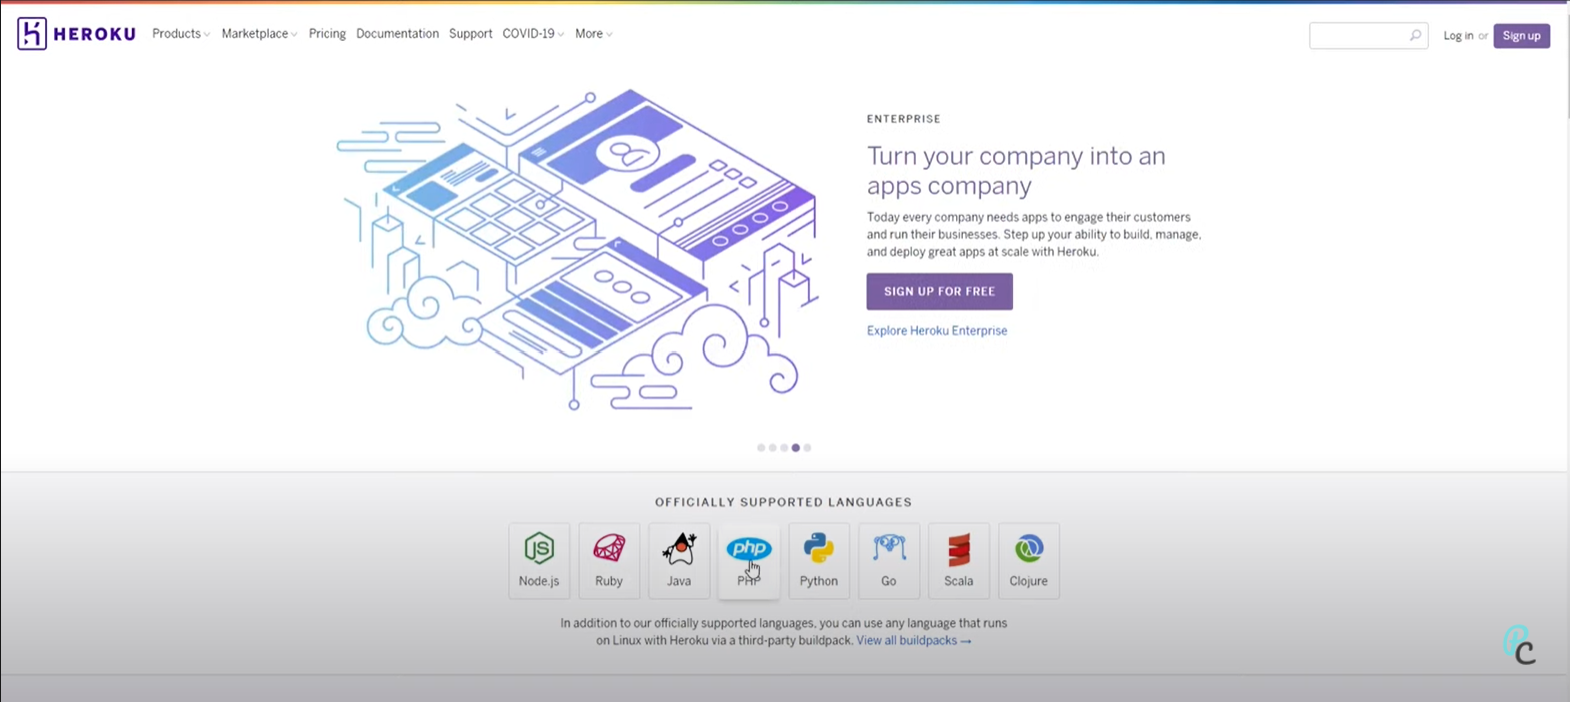 HEROKU Products Marketplace Pricing Documentation Support COVID-19 More Log in or Sign up
ENTERPRISE
Turn your company into an
apps company
Today every company needs apps to engage their customers
and run their businesses. Step up your ability to build, manage,
and deploy great apps at scale with Heroku.
SIGN UP FOR FREE
Explore Heroku Enterprise
OFFICIALLY SUPPORTED LANGUAGES
JS php
Node.js Ruby Java PHP Python Go Scala Clojure
In addition to our officially supported languages, you can use any language that runs
on Linux with Heroku via a third-party buildpack. View all buildpacks →
PC